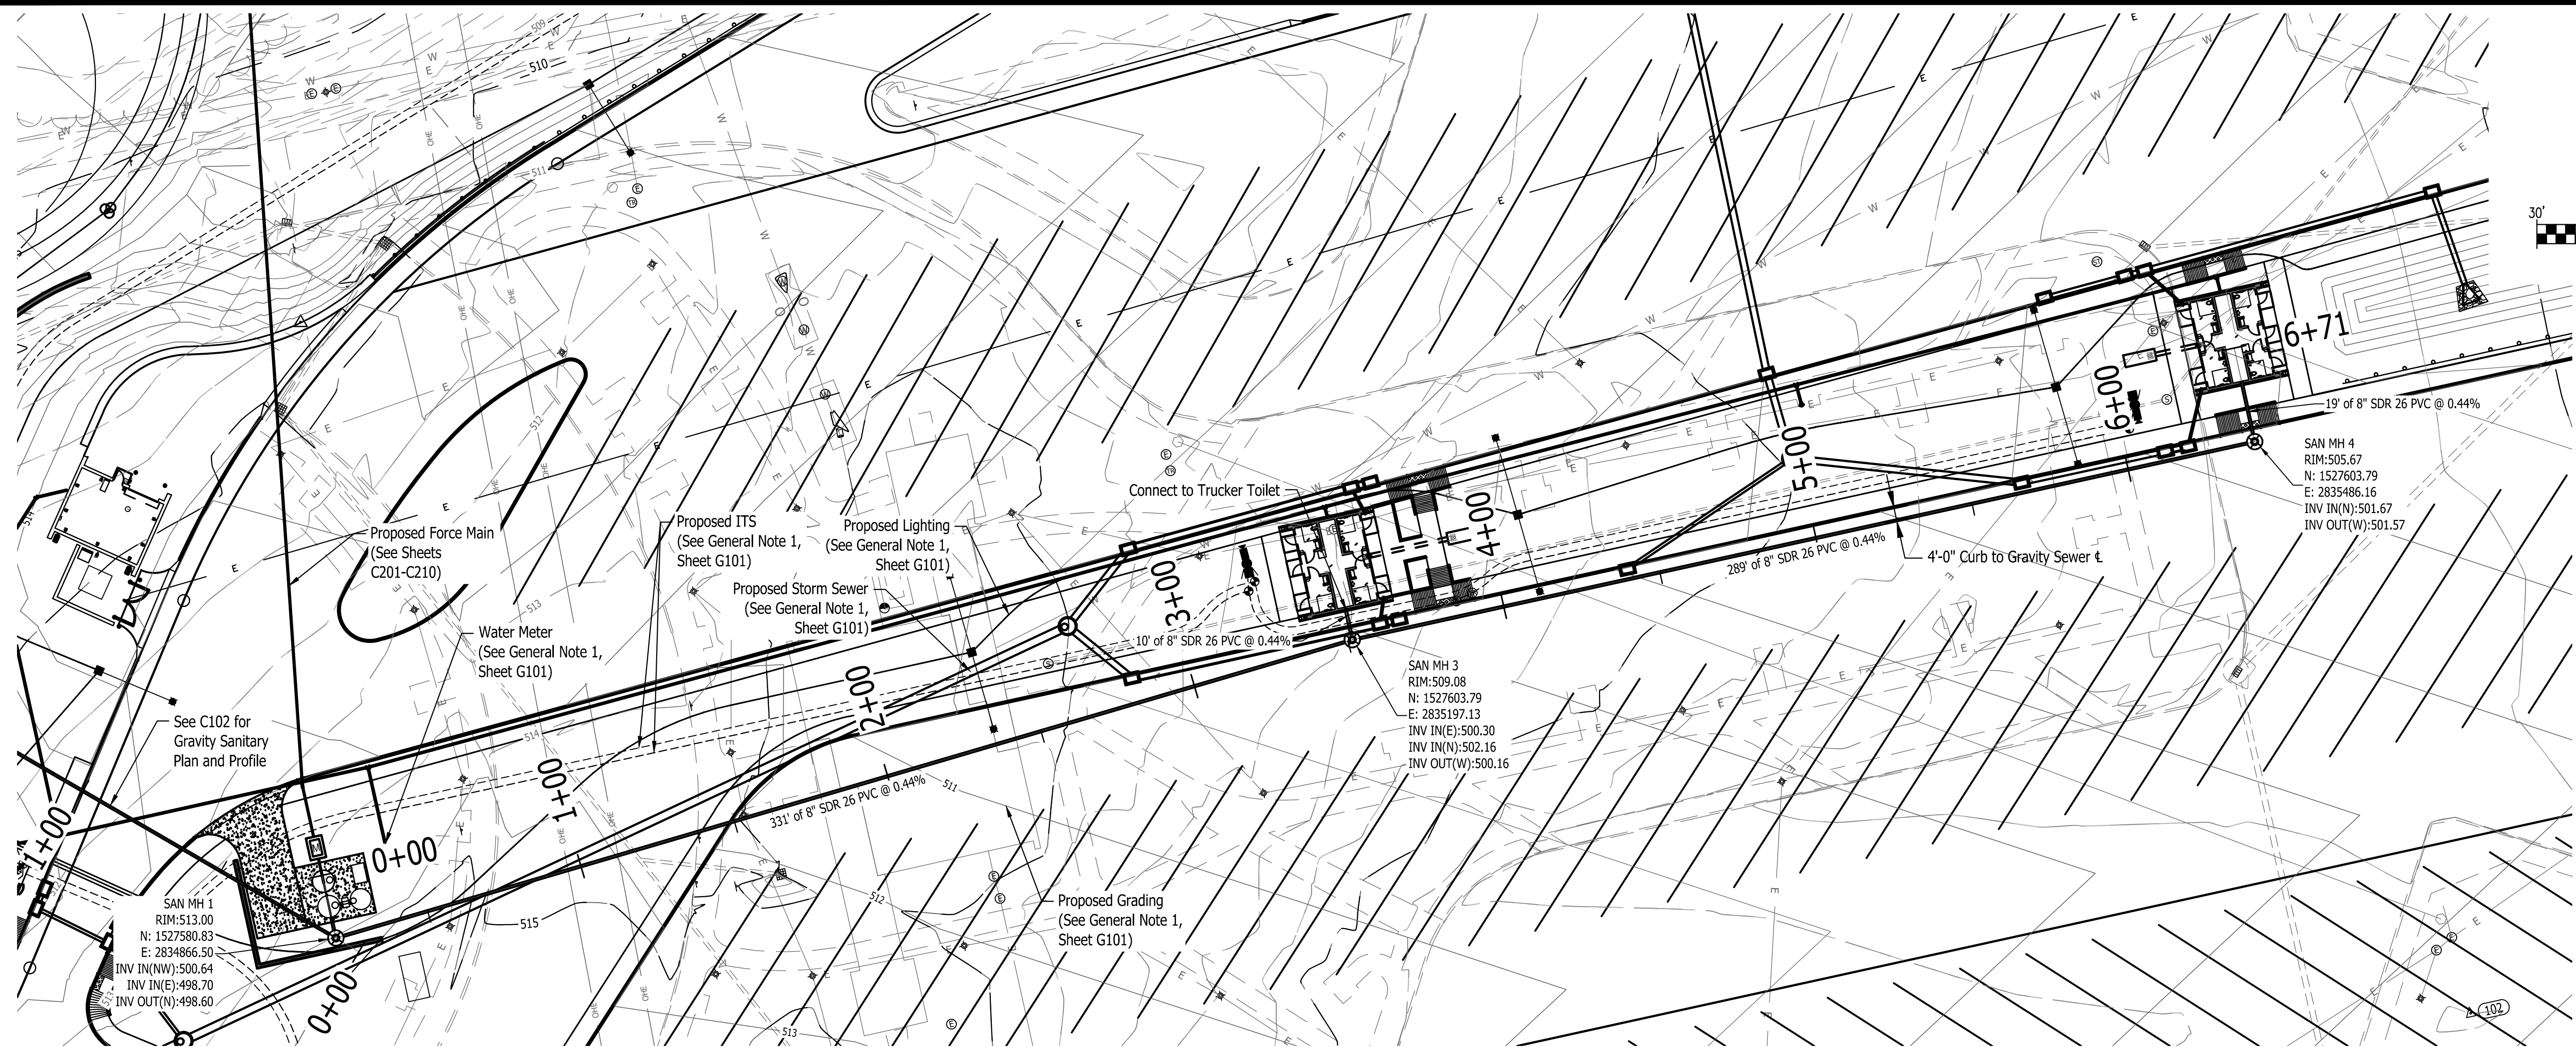 509
510
511
30'
6+71
19' of 8" SDR 26 PVC @ 0.44%
6+00
SAN MH 4
RIM:505.67
N: 1527603.79
E: 2835486.16
INV IN(N):501.67
INV OUT(W):501.57
5+00
4'-0" Curb to Gravity Sewer ℄
289' of 8" SDR 26 PVC @ 0.44%
512
Connect to Trucker Toilet
4+00
514
Proposed Force Main
(See Sheets
C201-C210)
Proposed ITS
(See General Note 1,
Sheet G101)
Proposed Lighting
(See General Note 1,
Sheet G101)
Proposed Storm Sewer
(See General Note 1,
Sheet G101)
3+00
513
10' of 8" SDR 26 PVC @ 0.44%
Water Meter
(See General Note 1,
Sheet G101)
SAN MH 3
RIM:509.08
N: 1527603.79
E: 2835197.13
INV IN(E):500.30
INV IN(N):502.16
INV OUT(W):500.16
2+00
514
See C102 for
Gravity Sanitary
Plan and Profile
1+00
331' of 8" SDR 26 PVC @ 0.44%
511
1+00
0+00
Proposed Grading
(See General Note 1,
Sheet G101)
512
515
SAN MH 1
RIM:513.00
N: 1527580.83
E: 2834866.50
INV IN(NW):500.64
INV IN(E):498.70
INV OUT(N):498.60
513
0+00
513
102